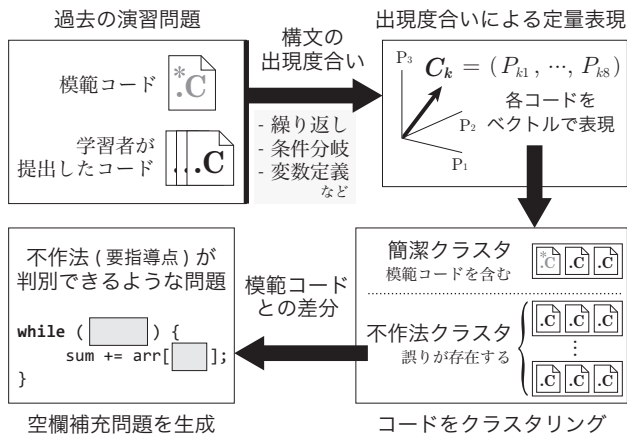 過去の演習問題
模範コード
*.C
学習者が
提出したコード
...C
構文の
出現度合い
- 繰り返し
- 条件分岐
- 変数定義
など
出現度合いによる定量表現
P3
P2
P1
Ck = ( Pk1 , ···, Pk8 )
各コードを
ベクトルで表現
簡潔クラスタ
模範コードを含む
*.C .C .C
不作法クラスタ
誤りが存在する
.C .C .C
⋮
.C .C .C
コードをクラスタリング
模範コード
との差分
不作法 ( 要指導点 ) が
判別できるような問題
while ( ) {
sum += arr[ ];
}
空欄補充問題を生成